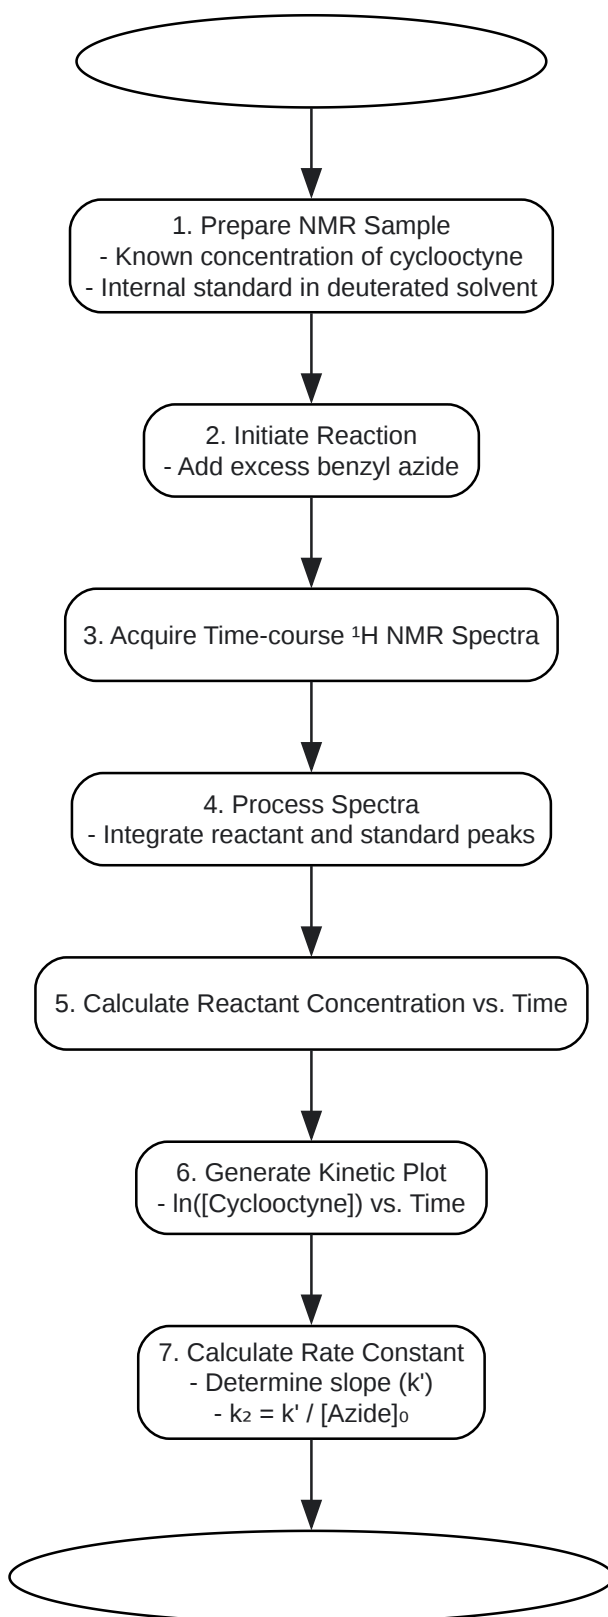 1. Prepare NMR Sample
- Known concentration of cyclooctyne
- Internal standard in deuterated solvent
2. Initiate Reaction
- Add excess benzyl azide
3. Acquire Time-course ¹H NMR Spectra
4. Process Spectra
- Integrate reactant and standard peaks
5. Calculate Reactant Concentration vs. Time
6. Generate Kinetic Plot
- ln([Cyclooctyne]) vs. Time
7. Calculate Rate Constant
- Determine slope (k')
- k₂ = k' / [Azide]₀